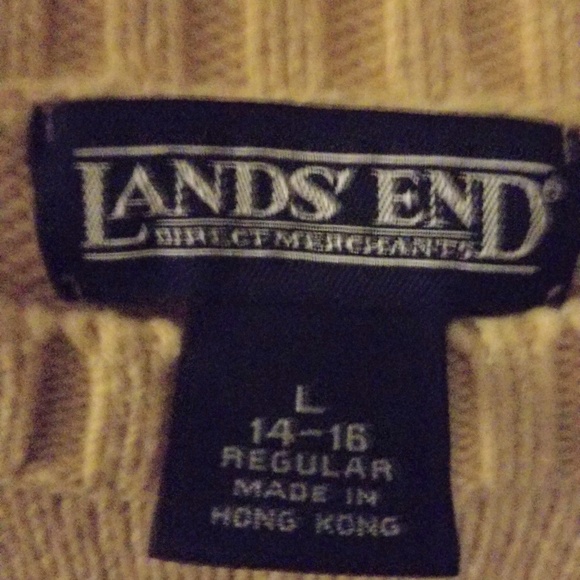 LANDS' END®
DIRECT MERCHANTS
L
14-16
REGULAR
MADE IN
HONG KONG